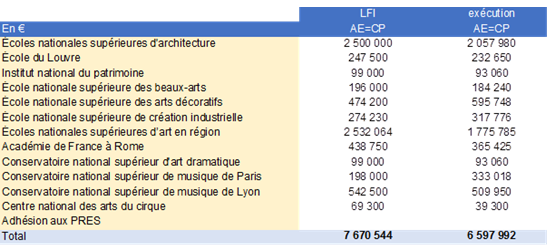 LFI exécution
En € AE=CP AE=CP
Écoles nationales supérieures d'architecture 2 500 000 2 057 980
École du Louvre 247 500 232 650
Institut national du patrimoine 99 000 93 060
École nationale supérieure des beaux-arts 196 000 184 240
École nationale supérieure des arts décoratifs 474 200 595 748
École nationale supérieure de création industrielle 274 230 317 776
Écoles nationales supérieures d'art en région 2 532 064 1 775 785
Académie de France à Rome 438 750 365 425
Conservatoire national supérieur d'art dramatique 99 000 93 060
Conservatoire national supérieur de musique de Paris 198 000 333 018
Conservatoire national supérieur de musique de Lyon 542 500 509 950
Centre national des arts du cirque 69 300 39 300
Adhésion aux PRES
Total 7 670 544 6 597 992